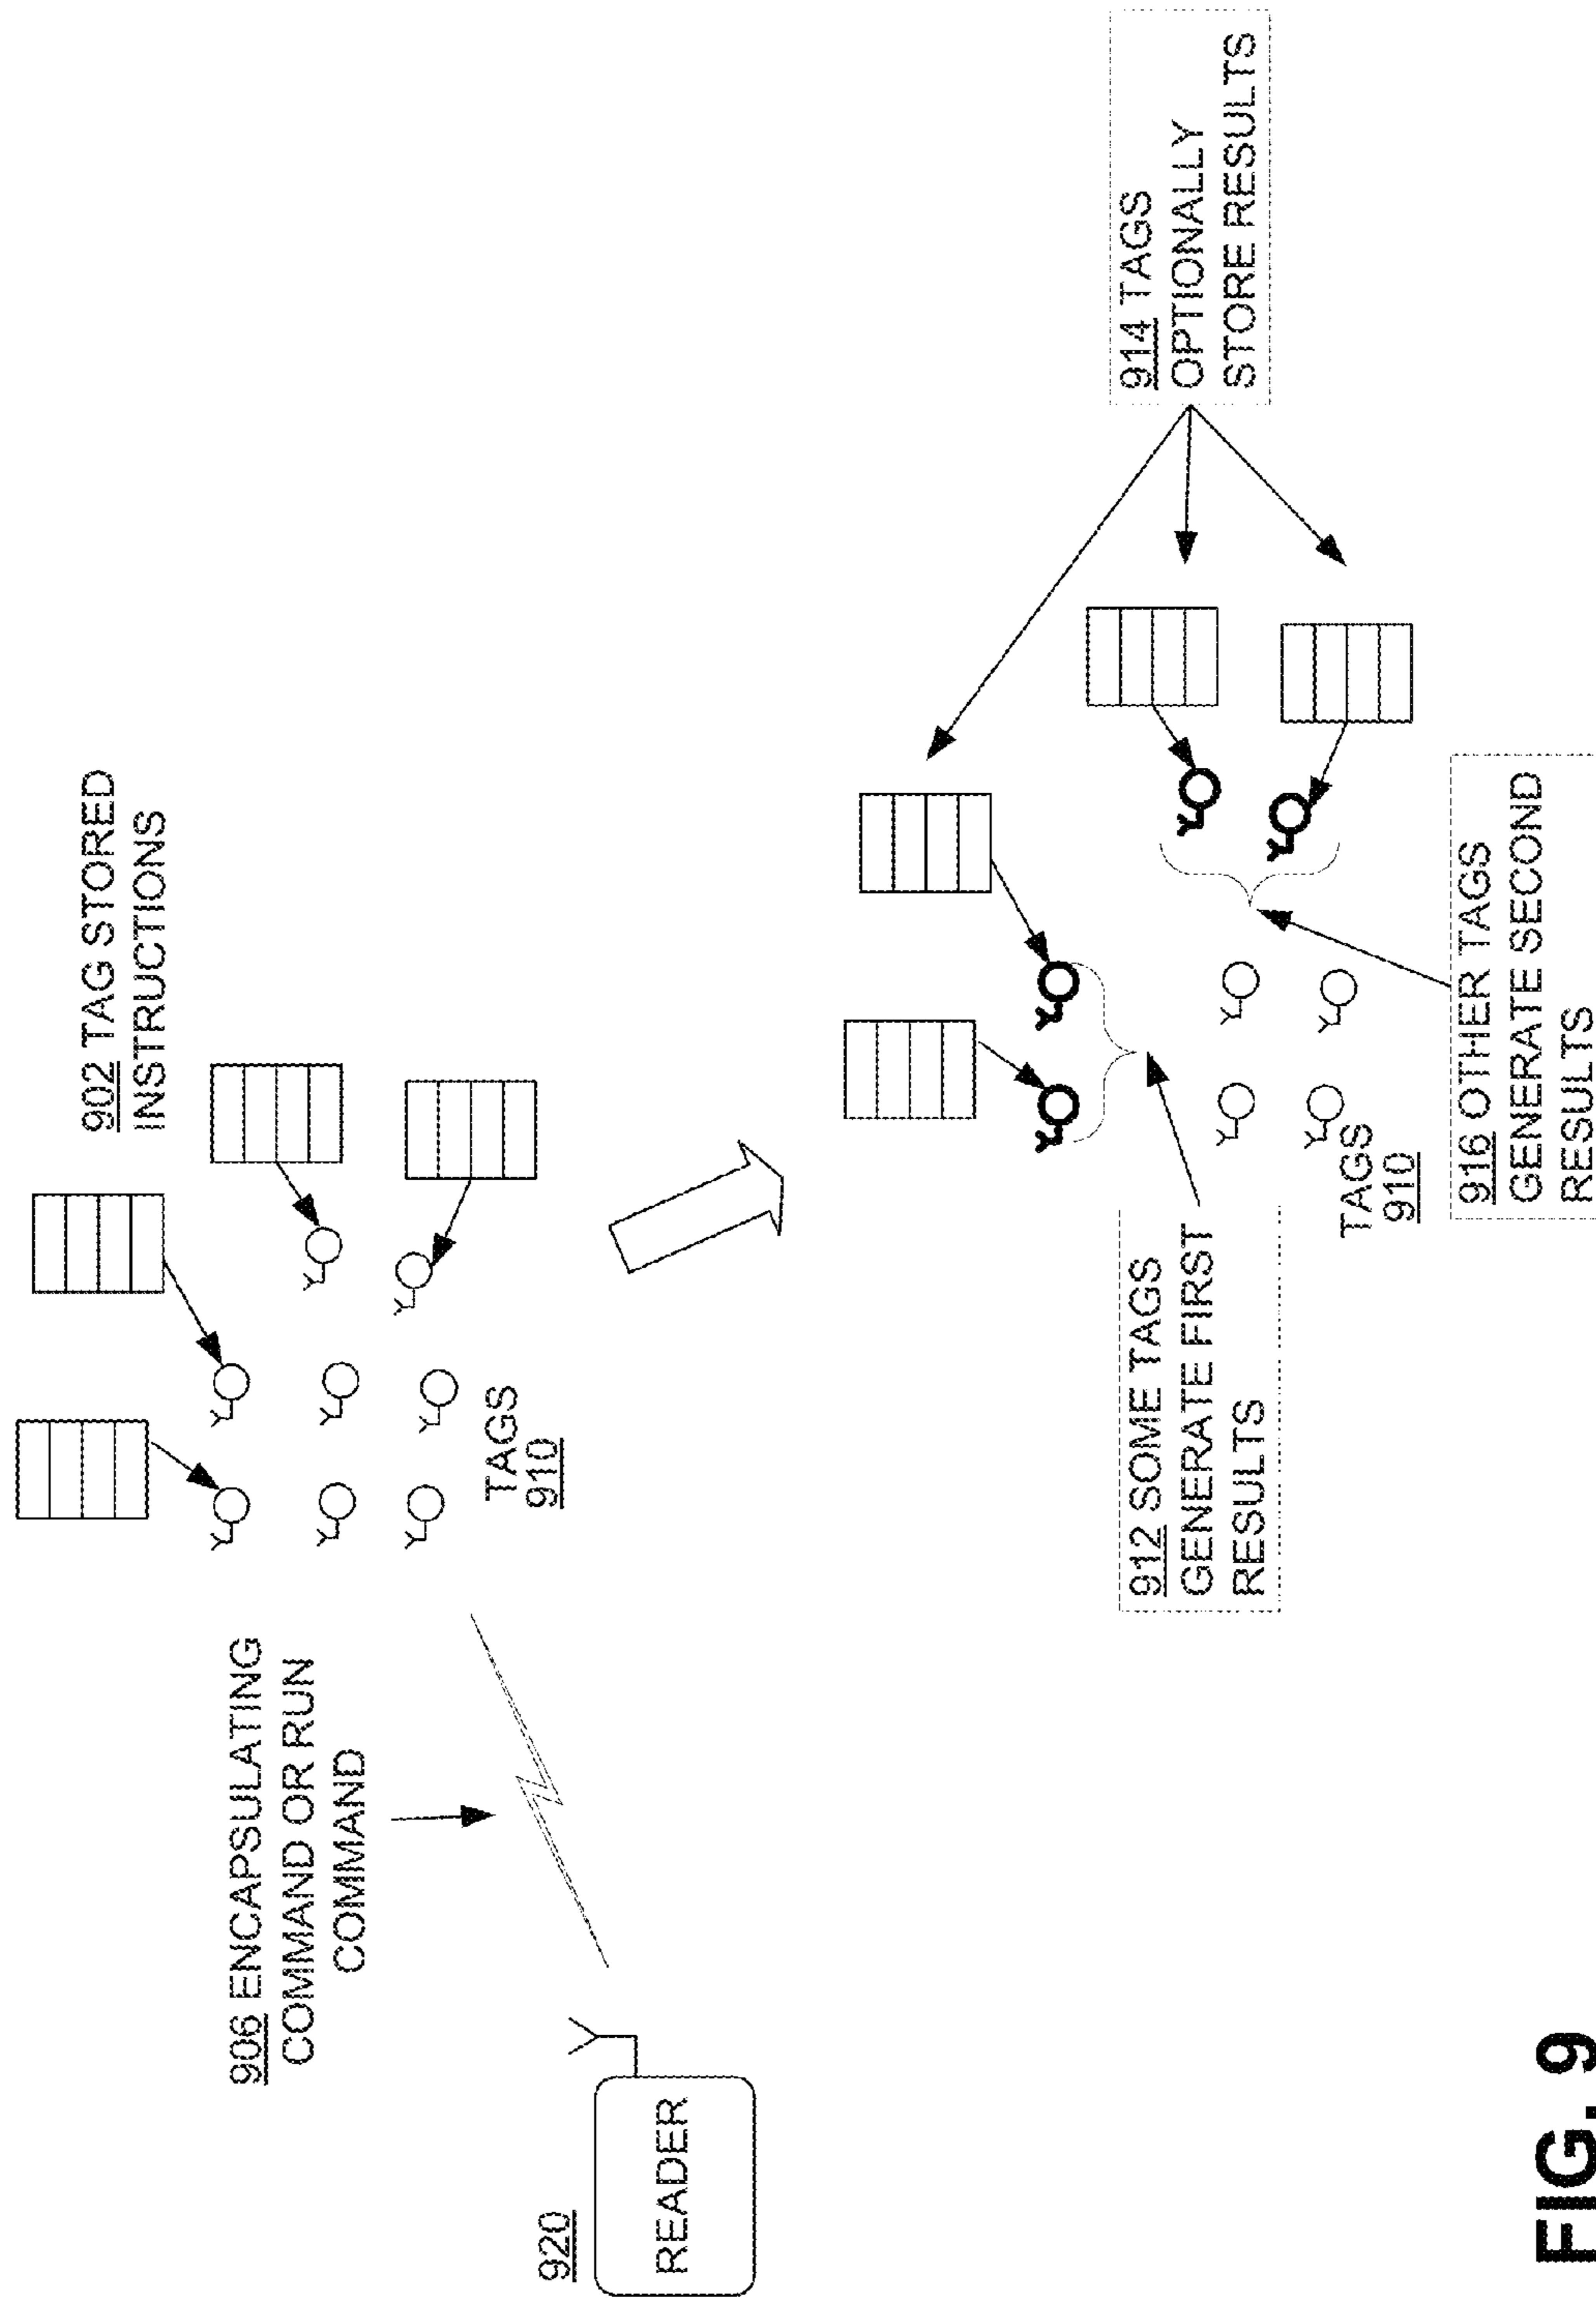 902 TAG STORED
INSTRUCTIONS
906 ENCAPSULATING
COMMAND OR RUN
COMMAND
TAGS
910
920
READER
914 TAGS
OPTIONALLY
STORE RESULTS
912 SOME TAGS
GENERATE FIRST
RESULTS
TAGS
910
916 OTHER TAGS
GENERATE SECOND
RESULTS
FIG. 9